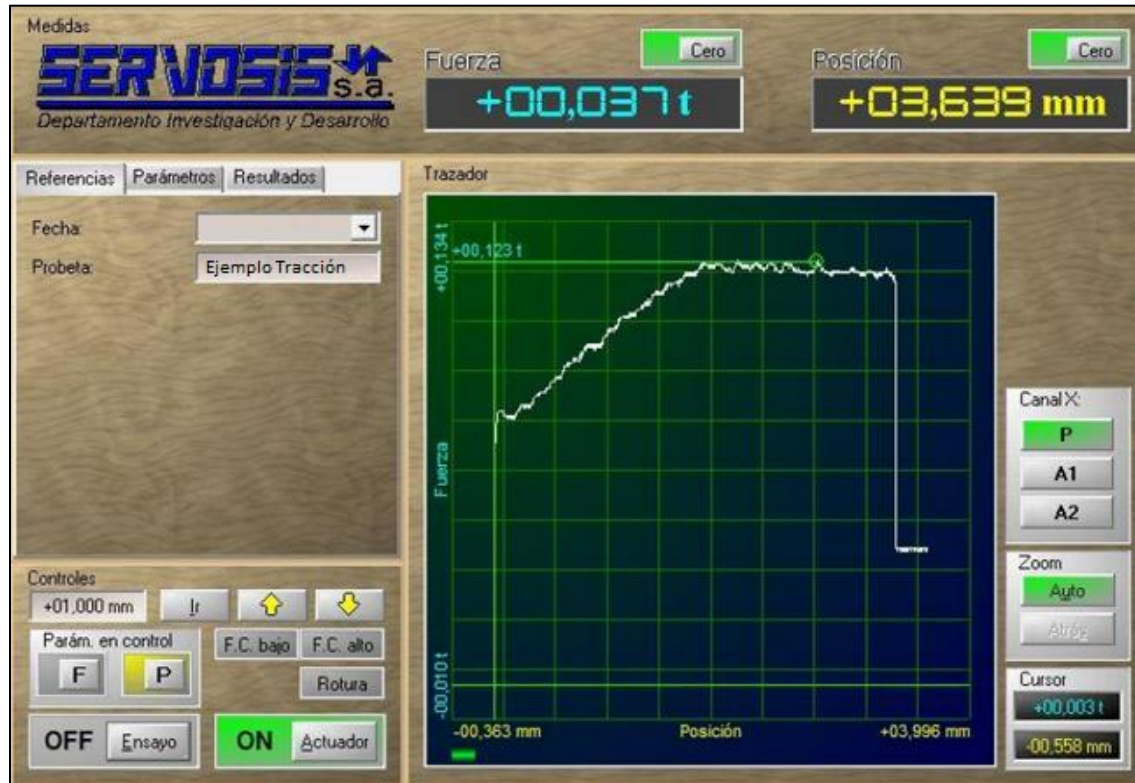 Medidas
SERVOSIS s.a.
Departamento Investigación y Desarrollo
Fuerza
Cero
+00,037 t
Posición
Cero
+03,639 mm
Referencias Parámetros Resultados
Fecha:
Probeta: Ejemplo Tracción
Controles
+01,000 mm Ir
Parám. en control
F P
F.C. bajo F.C. alto
Rotura
OFF Ensayo
ON Actuador
Trazador
+00,134 t
+00,123 t
Fuerza
-00,010 t
-00,363 mm Posición +03,996 mm
Canal X:
P
A1
A2
Zoom
Auto
Atrás
Cursor
+00,003 t
-00,558 mm